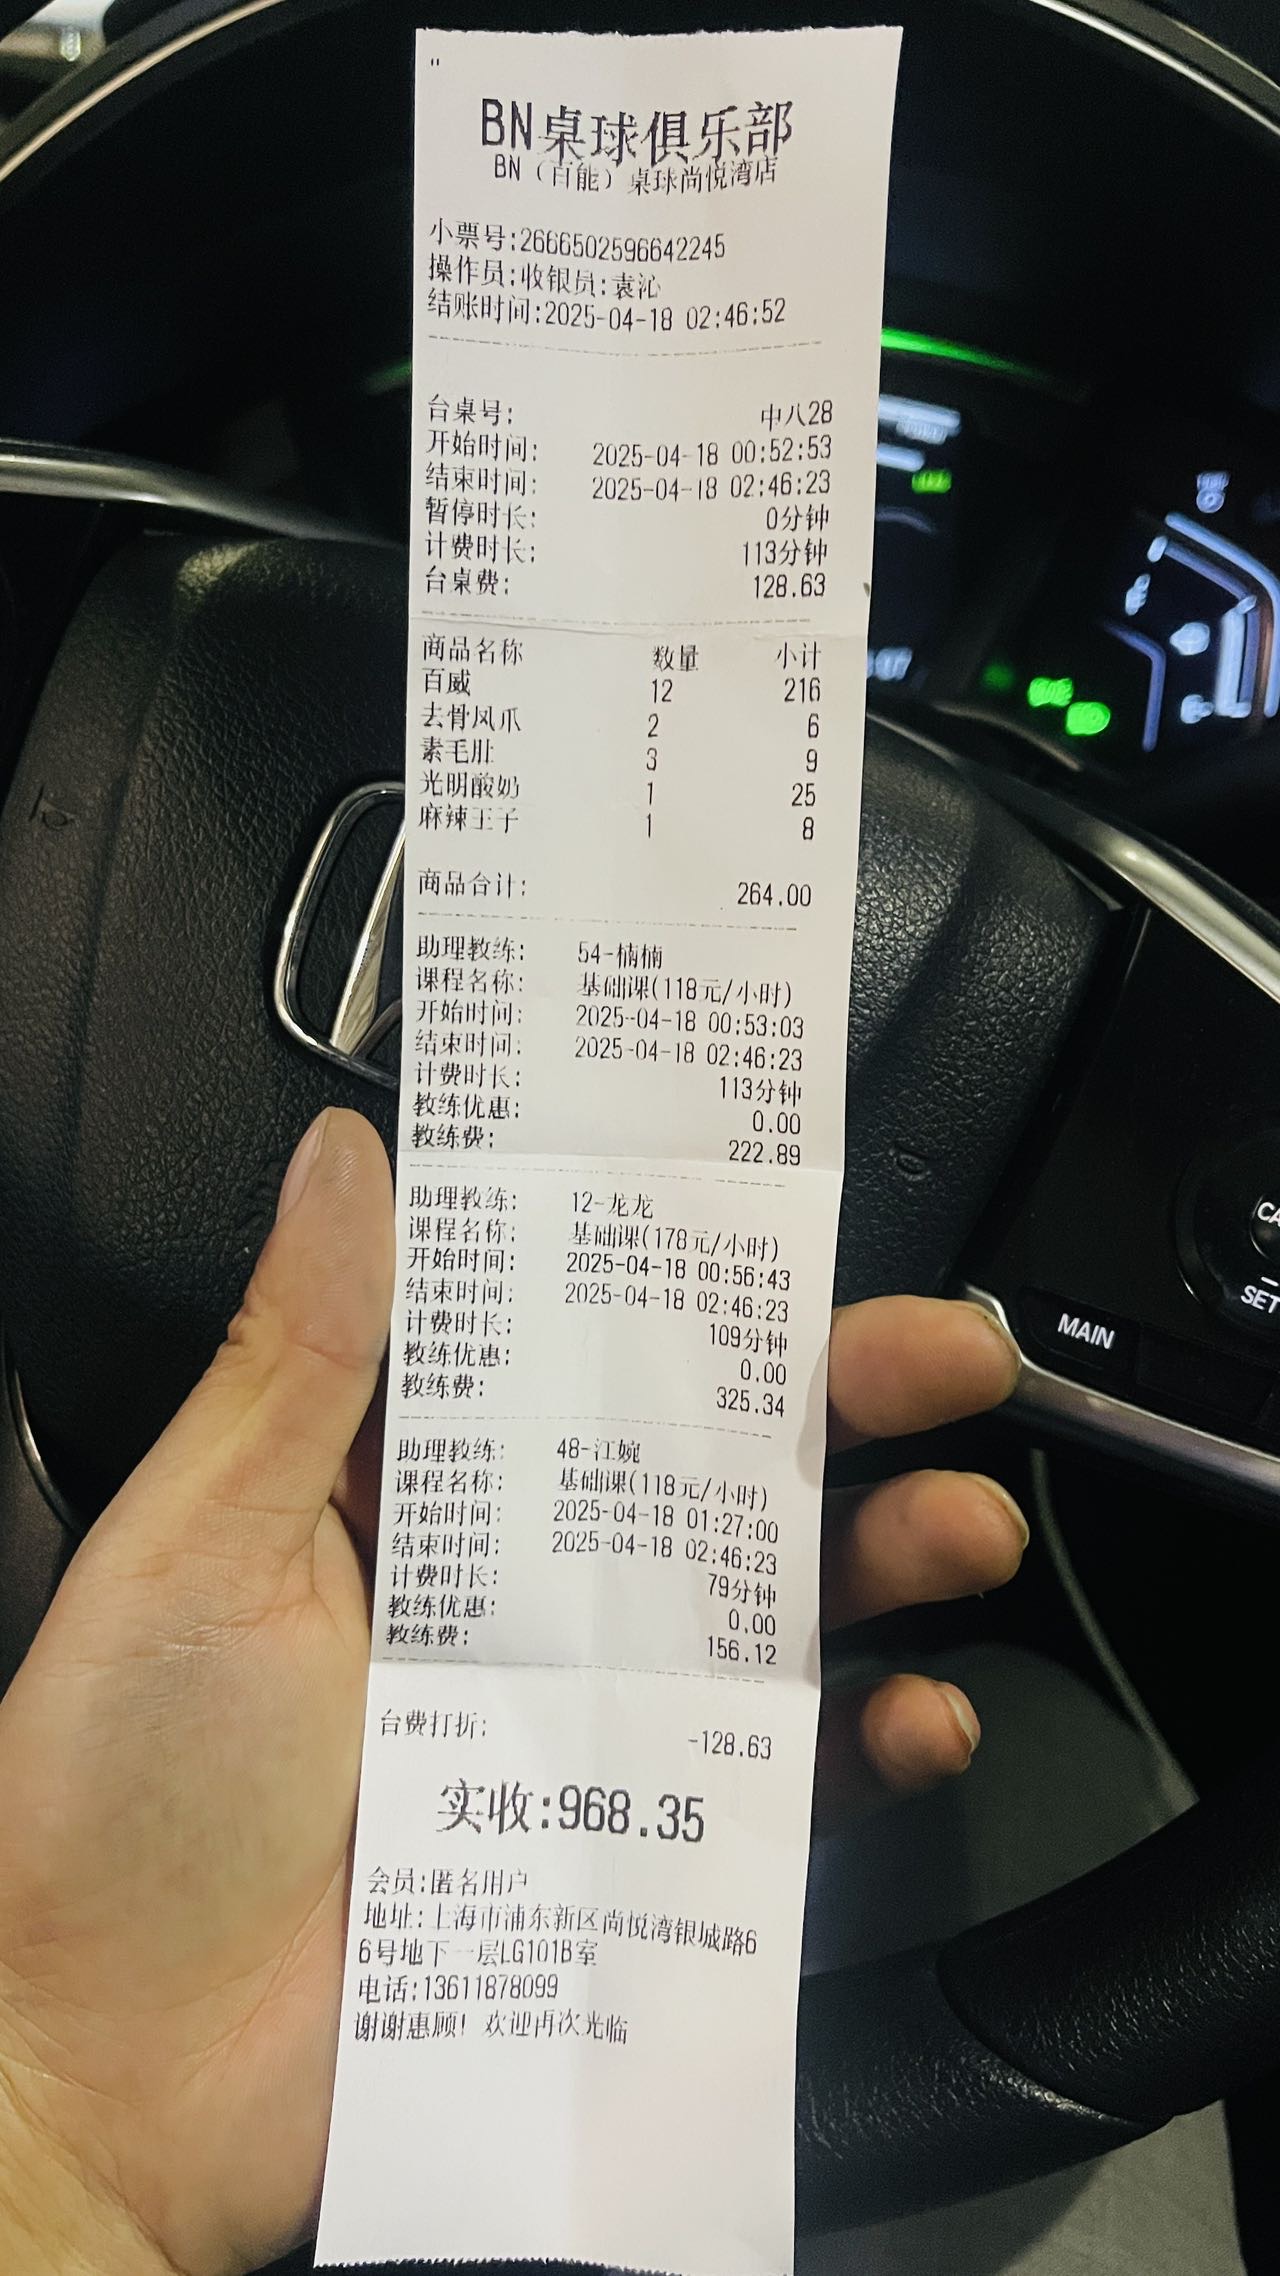 "
BN桌球俱乐部
BN（百能）桌球尚悦湾店
小票号:2666502596642245
操作员:收银员:袁沁
结账时间:2025-04-18 02:46:52
台桌号: 中八28
开始时间: 2025-04-18 00:52:53
结束时间: 2025-04-18 02:46:23
暂停时长: 0分钟
计费时长: 113分钟
台桌费: 128.63
商品名称 数量 小计
百威 12 216
去骨凤爪 2 6
素毛肚 3 9
光明酸奶 1 25
麻辣王子 1 8
商品合计: 264.00
助理教练: 54-楠楠
课程名称: 基础课(118元/小时)
开始时间: 2025-04-18 00:53:03
结束时间: 2025-04-18 02:46:23
计费时长: 113分钟
教练优惠: 0.00
教练费: 222.89
助理教练: 12-龙龙
课程名称: 基础课(178元/小时)
开始时间: 2025-04-18 00:56:43
结束时间: 2025-04-18 02:46:23
计费时长: 109分钟
教练优惠: 0.00
教练费: 325.34
助理教练: 48-江婉
课程名称: 基础课(118元/小时)
开始时间: 2025-04-18 01:27:00
结束时间: 2025-04-18 02:46:23
计费时长: 79分钟
教练优惠: 0.00
教练费: 156.12
台费打折: -128.63
实收:968.35
会员:匿名用户
地址:上海市浦东新区尚悦湾银城路6
6号地下一层LG101B室
电话:13611878099
谢谢惠顾! 欢迎再次光临
MAIN